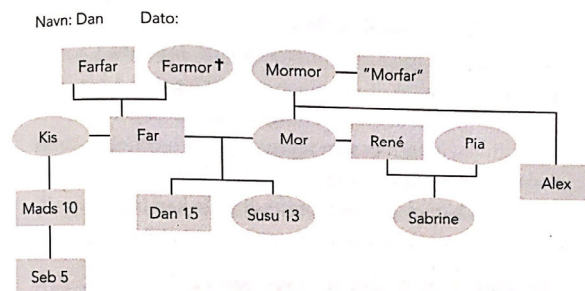 Navn: Dan Dato:
Farfar Farmor✝ Mormor "Morfar"
Kis Far Mor René Pia
Alex
Mads 10 Dan 15 Susu 13 Sabrine
Seb 5